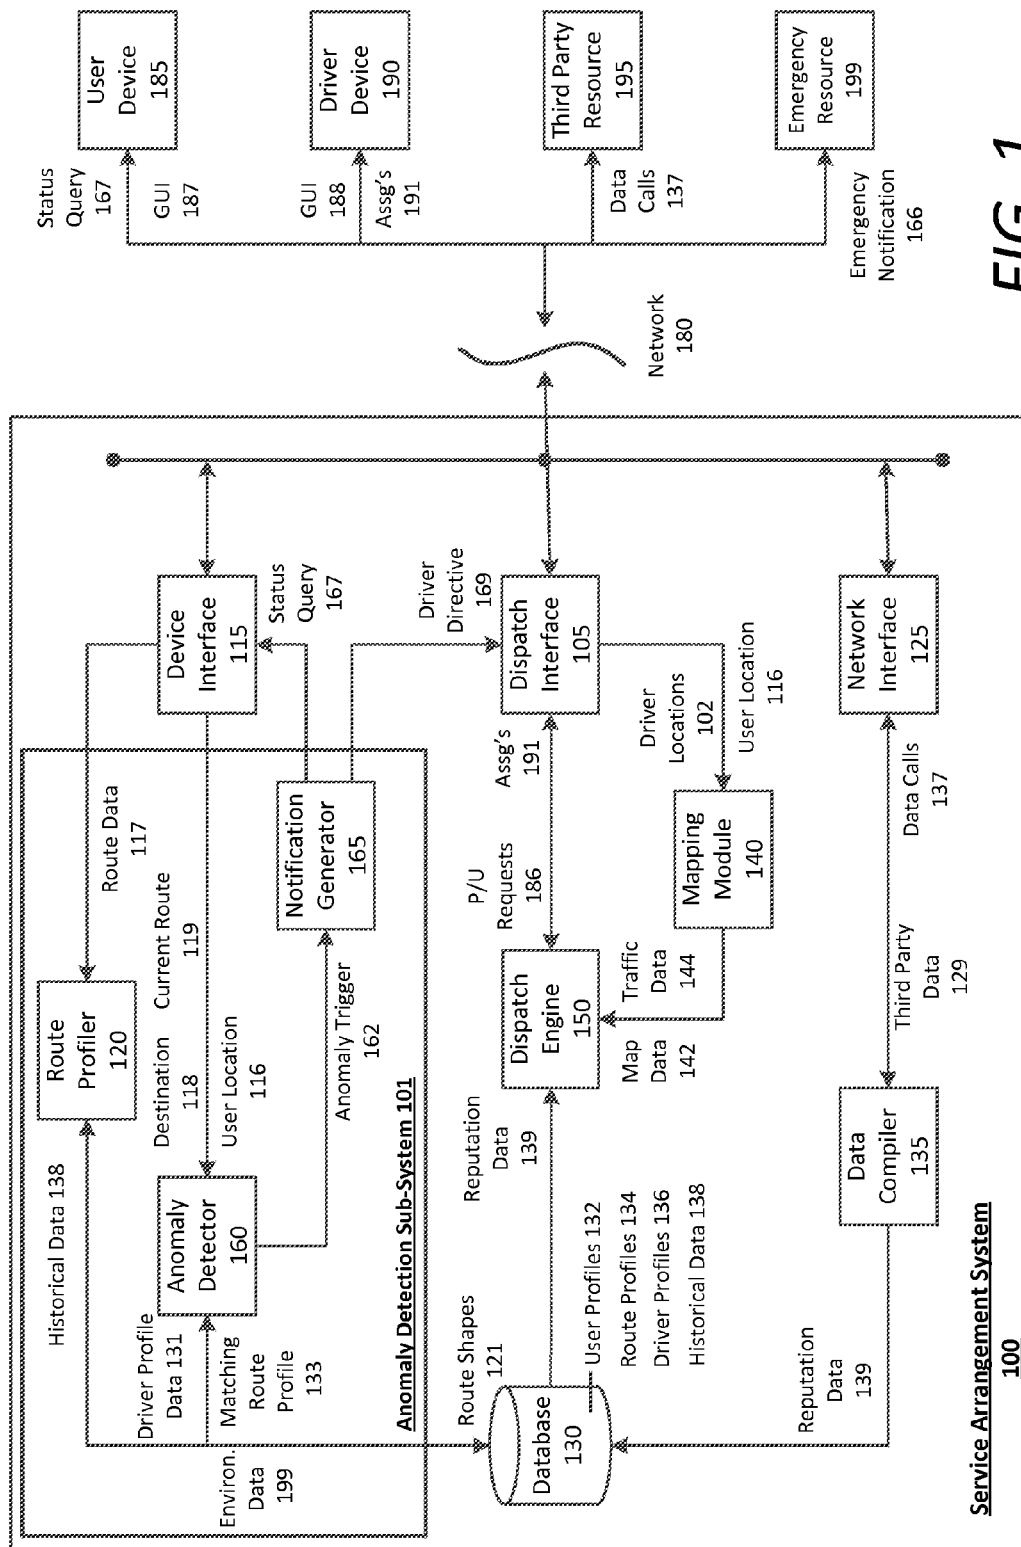 User
Device
185
Driver
Device
190
Third Party
Resource
195
Emergency
Resource
199
Status
Query
167
GUI
187
GUI
188
Assg's
191
Data
Calls
137
Emergency
Notification
166
FIG. 1
Network
180
Device
Interface
115
Status
Query
167
Driver
Directive
169
Dispatch
Interface
105
Network
Interface
125
Route Data
117
Notification
Generator
165
Assg's
191
P/U
Requests
186
Driver
Locations
102
User Location
116
Mapping
Module
140
Data Calls
137
Route
Profiler
120
Destination
118
Current Route
119
User Location
116
Anomaly Trigger
162
Dispatch
Engine
150
Traffic
Data
144
Map
Data
142
Third Party
Data
129
Historical Data 138
Anomaly
Detector
160
Driver Profile
Data 131
Matching
Route
Profile
133
Environ.
Data
199
Anomaly Detection Sub-System 101
Route Shapes
121
Reputation
Data
139
Database
130
User Profiles 132
Route Profiles 134
Driver Profiles 136
Historical Data 138
Data
Compiler
135
Reputation
Data
139
Service Arrangement System
100